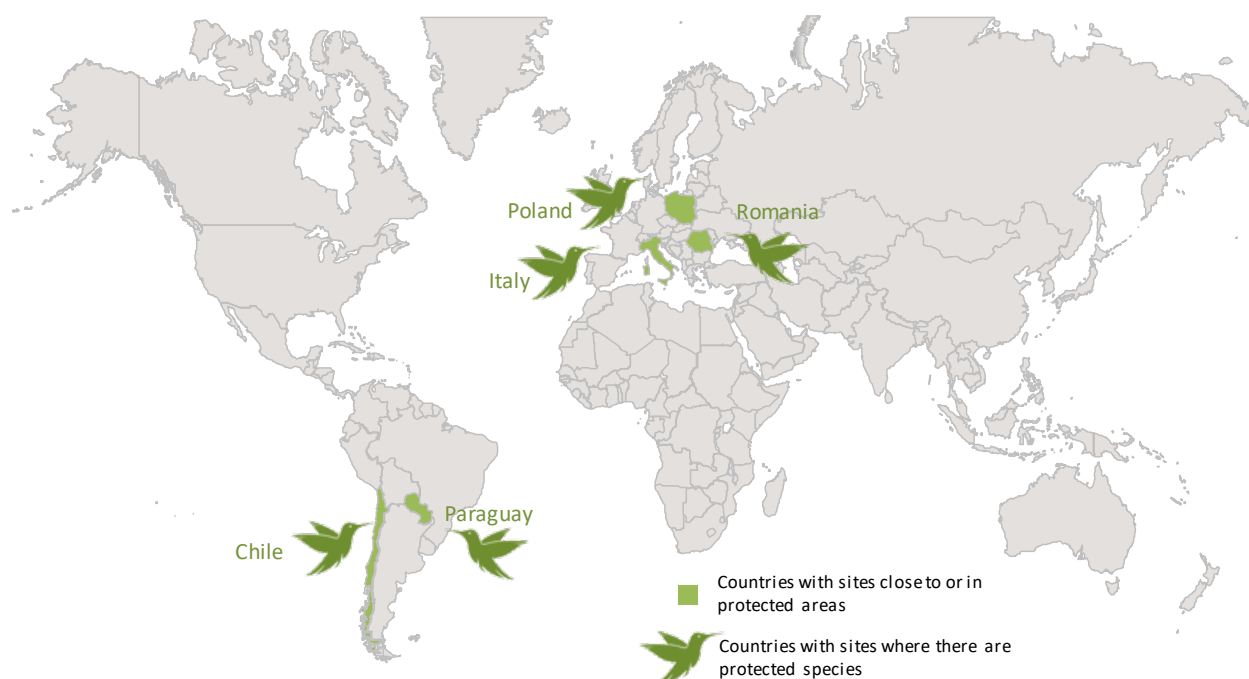 Poland
Romania
Italy
Paraguay
Chile
Countries with sites close to or in
protected areas
Countries with sites where there are
protected species